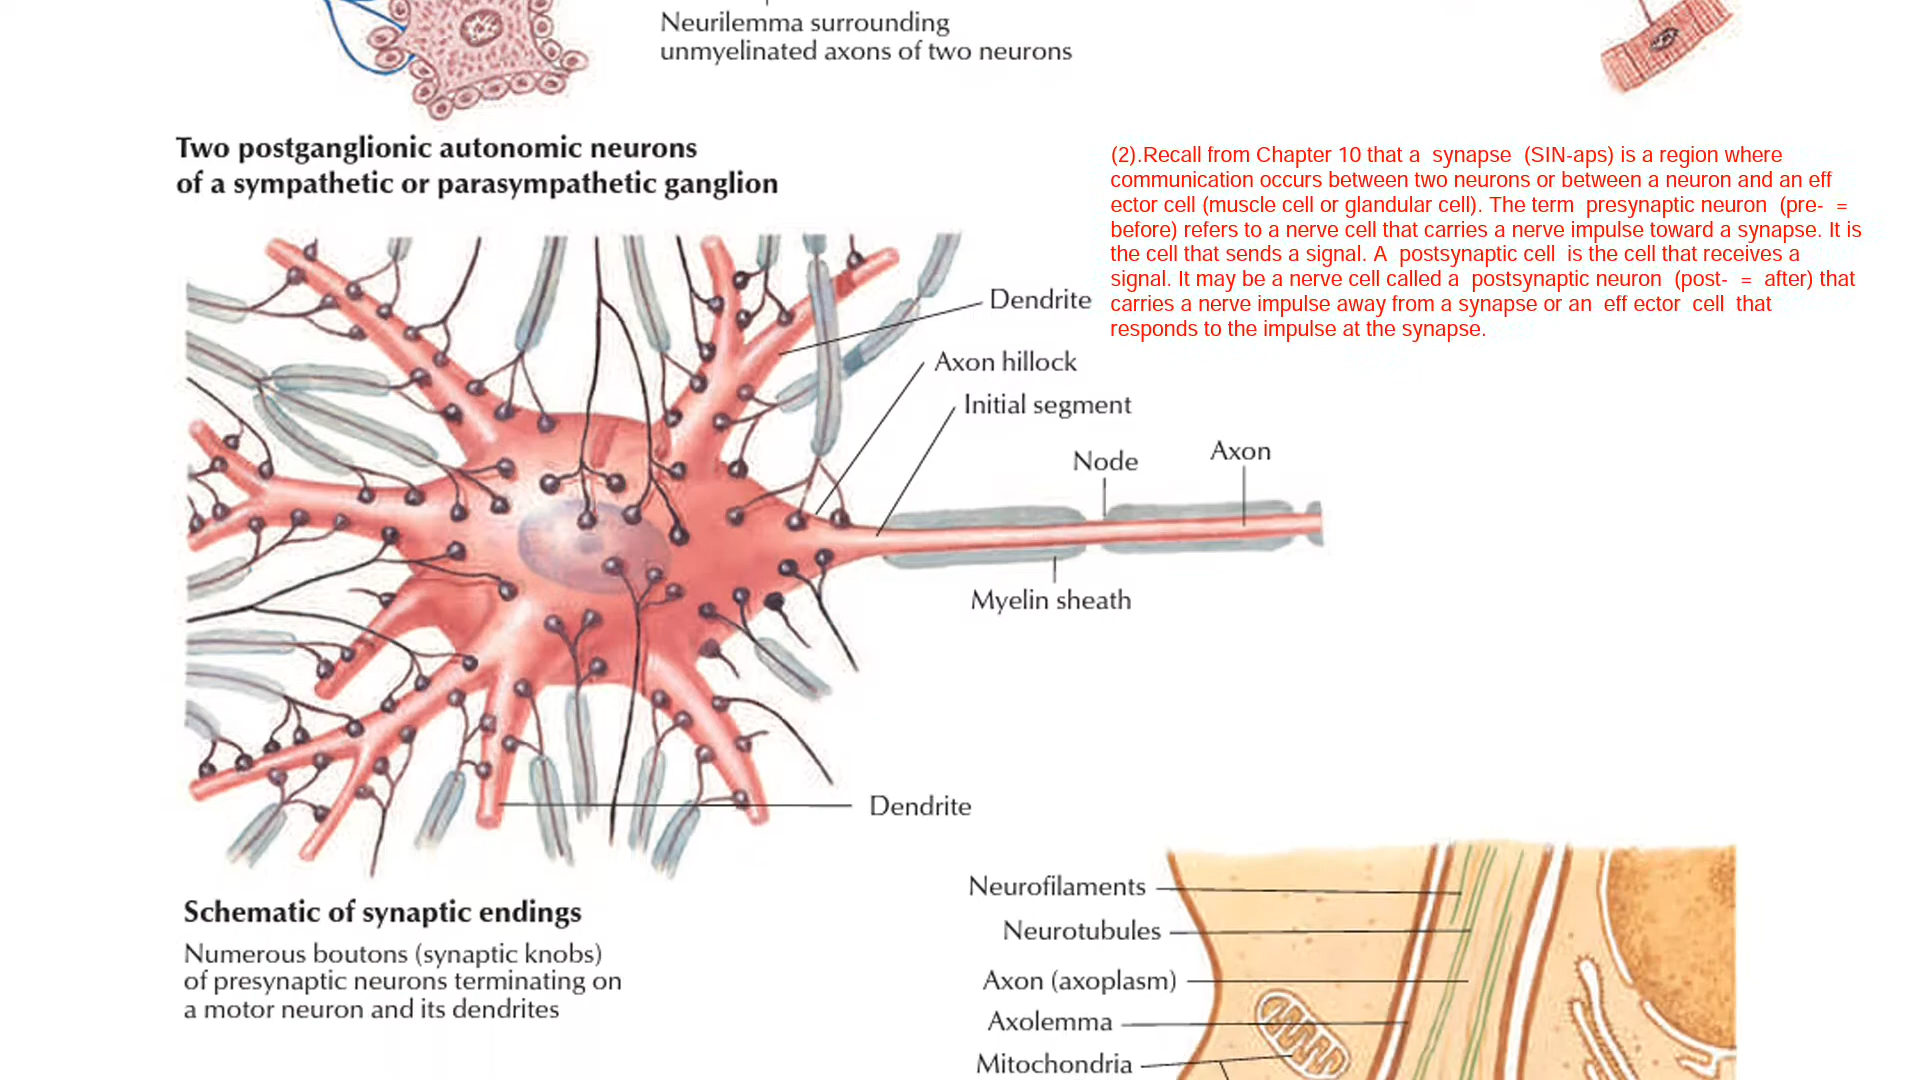 Neurilemma surrounding
unmyelinated axons of two neurons
Two postganglionic autonomic neurons
of a sympathetic or parasympathetic ganglion
(2).Recall from Chapter 10 that a  synapse  (SIN-aps) is a region where
communication occurs between two neurons or between a neuron and an eff
ector cell (muscle cell or glandular cell). The term  presynaptic neuron  (pre-  =
before) refers to a nerve cell that carries a nerve impulse toward a synapse. It is
the cell that sends a signal. A  postsynaptic cell  is the cell that receives a
signal. It may be a nerve cell called a  postsynaptic neuron  (post-  =  after) that
carries a nerve impulse away from a synapse or an  eff ector  cell  that
responds to the impulse at the synapse.
Dendrite
Axon hillock
Initial segment
Node
Axon
Myelin sheath
Dendrite
Schematic of synaptic endings
Numerous boutons (synaptic knobs)
of presynaptic neurons terminating on
a motor neuron and its dendrites
Neurofilaments
Neurotubules
Axon (axoplasm)
Axolemma
Mitochondria